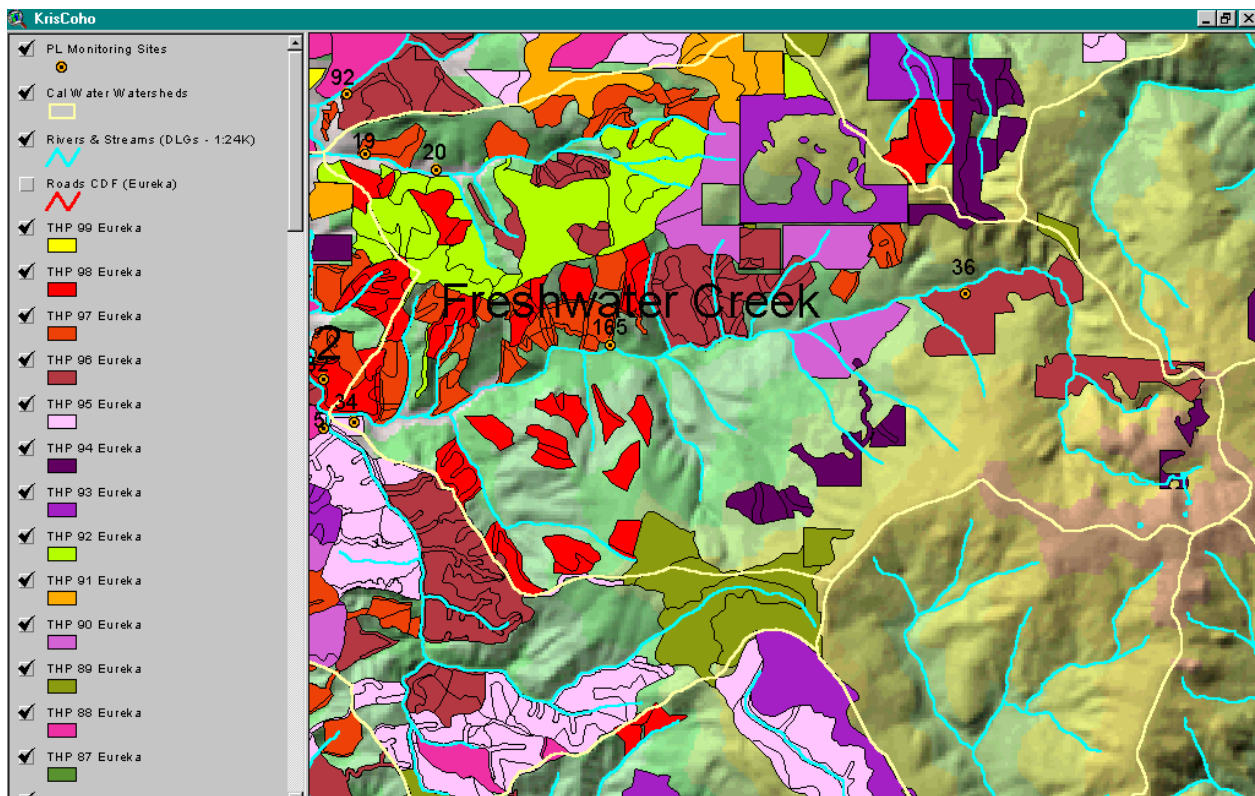 KrisCoho
PL Monitoring Sites
Cal Water Watersheds
Rivers & Streams (DLGs - 1:24K)
Roads CDF (Eureka)
THP 99 Eureka
THP 98 Eureka
THP 97 Eureka
THP 96 Eureka
THP 95 Eureka
THP 94 Eureka
THP 93 Eureka
THP 92 Eureka
THP 91 Eureka
THP 90 Eureka
THP 89 Eureka
THP 88 Eureka
THP 87 Eureka
92
19
20
36
Freshwater Creek
165
2
34
5